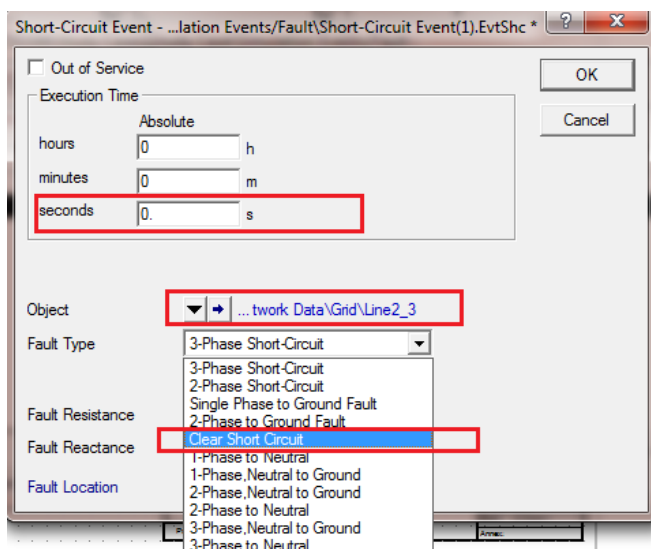 Short-Circuit Event - ...lation Events/Fault\Short-Circuit Event(1).EvtShc *
Out of Service
OK
Execution Time
Absolute
Cancel
hours 0 h
minutes 0 m
seconds 0. s
Object ... twork Data\Grid\Line2_3
Fault Type 3-Phase Short-Circuit
3-Phase Short-Circuit
2-Phase Short-Circuit
Single Phase to Ground Fault
Fault Resistance 2-Phase to Ground Fault
Clear Short Circuit
Fault Reactance 1-Phase to Neutral
1-Phase,Neutral to Ground
Fault Location 2-Phase,Neutral to Ground
2-Phase to Neutral
3-Phase,Neutral to Ground
3-Phase to Neutral
Annex: